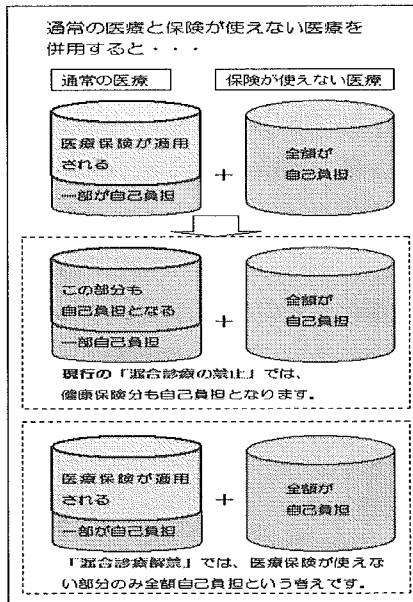 通常の医療と保険が使えない医療を
併用すると・・・
通常の医療
保険が使えない医療
医療保険が適用
される
一部が自己負担
+
全額が
自己負担
この部分も
自己負担となる
一部自己負担
+
全額が
自己負担
現行の「混合診療の禁止」では、
健康保険分も自己負担となります。
医療保険が適用
される
一部が自己負担
+
全額が
自己負担
「混合診療解禁」では、医療保険が使えな
い部分のみ全額自己負担という考えです。